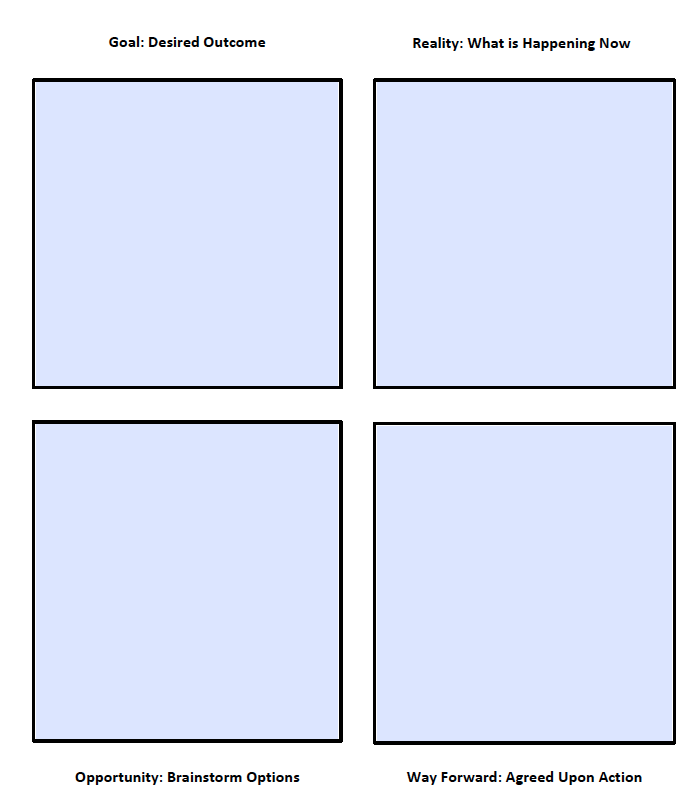 Goal: Desired Outcome
Reality: What is Happening Now
Opportunity: Brainstorm Options
Way Forward: Agreed Upon Action